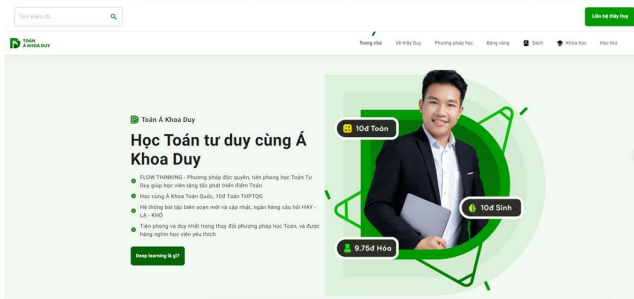 Tìm kiếm ID...
Liên hệ thầy Duy
TOÁN
Á KHOA DUY
Trang chủ Về thầy Duy Phương pháp học Bảng vàng Sách Khóa học Học thử
Toán Á Khoa Duy
Học Toán tư duy cùng Á
Khoa Duy
FLOW THINKING - Phương pháp độc quyền, tiên phong học Toán Tư
Duy giúp học viên tăng tốc phát triển điểm Toán
Học cùng Á Khoa Toàn Quốc, 10đ Toán THPTQG
Hệ thống bài tập biên soạn mới và cập nhật, ngân hàng câu hỏi HAY -
LẠ - KHÓ
Tiên phong và duy nhất trong thay đổi phương pháp học Toán, và được
hàng nghìn học viên yêu thích
Deep learning là gì?
10đ Toán
10đ Sinh
9.75đ Hóa